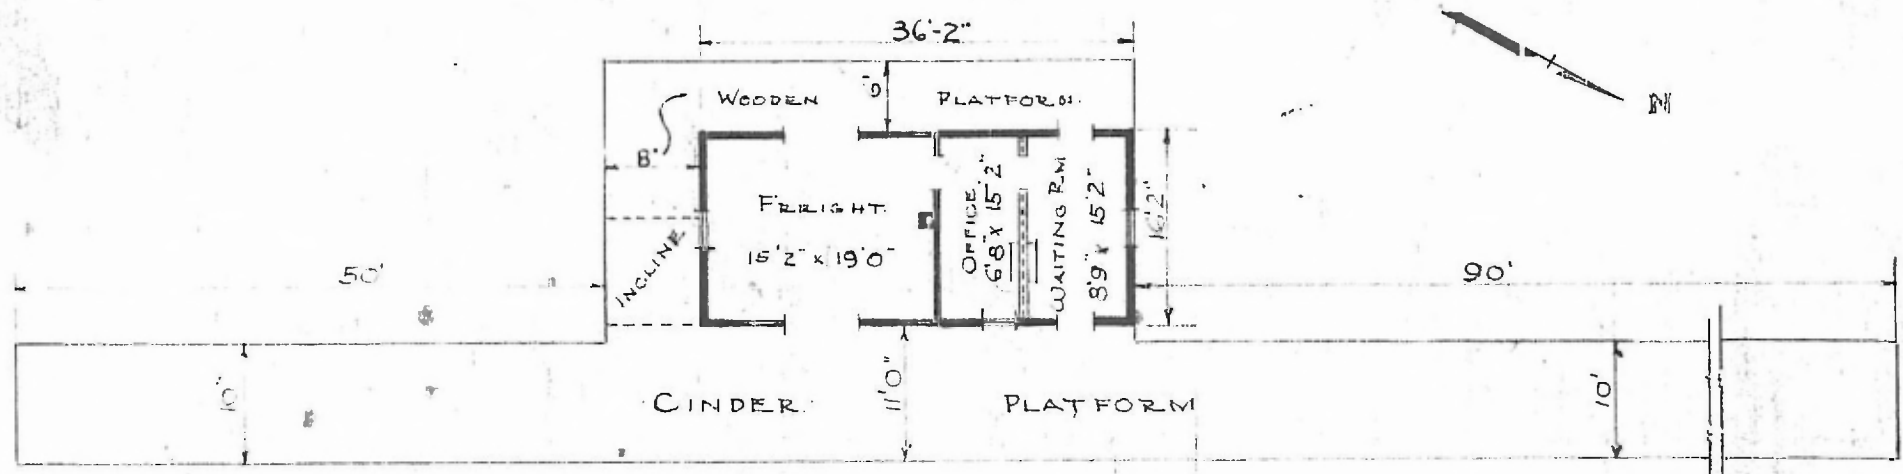 36'-2"
WOODEN PLATFORM.
N
8'
FREIGHT.
15'2" x 19'0"
OFFICE
6'8" x 15'2"
WAITING RM
8'9" x 15'2"
16'2"
INCLINE
50'
90'
10'
11'0"
10'
CINDER. PLATFORM